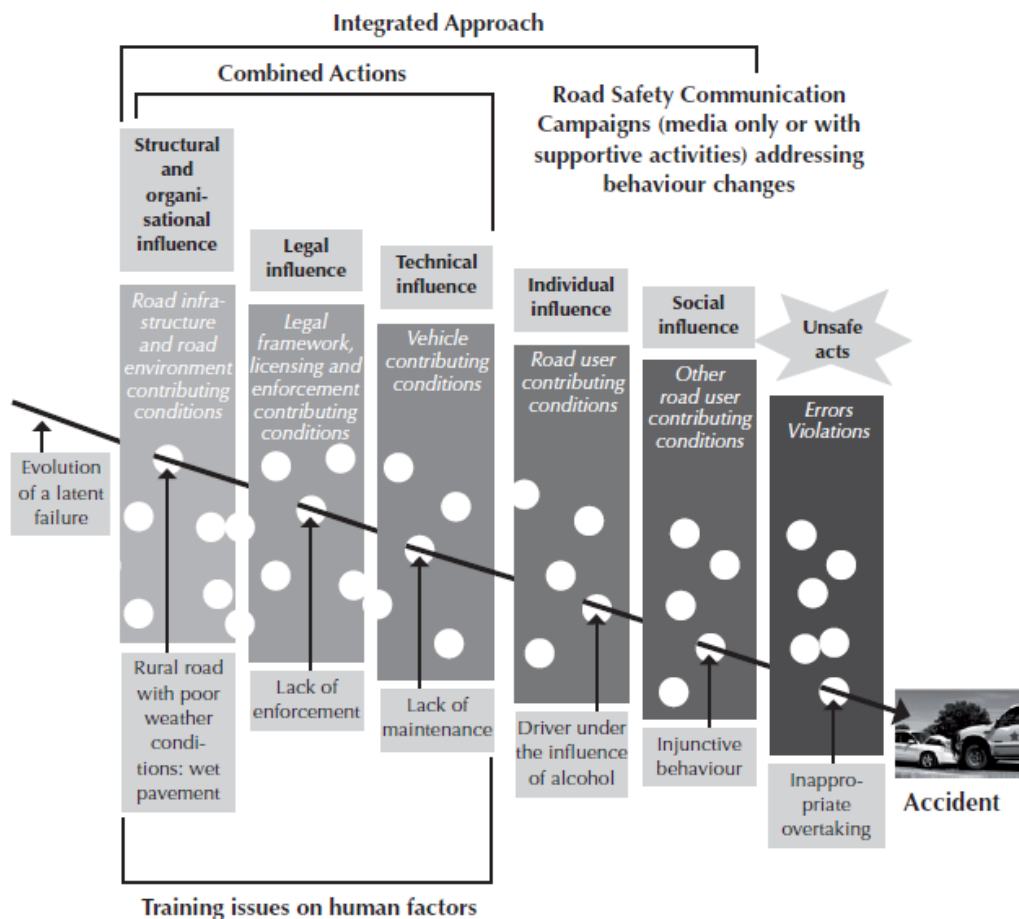 Integrated Approach
Combined Actions
Road Safety Communication
Campaigns (media only or with
supportive activities) addressing
behaviour changes
Structural
and
organi-
sational
influence
Legal
influence
Technical
influence
Individual
influence
Social
influence
Unsafe
acts
Road infra-
structure
and road
environment
contributing
conditions
Legal
framework,
licensing and
enforcement
contributing
conditions
Vehicle
contributing
conditions
Road user
contributing
conditions
Other
road user
contributing
conditions
Errors
Violations
Evolution
of a latent
failure
Rural road
with poor
weather
condi-
tions: wet
pavement
Lack of
enforcement
Lack of
maintenance
Driver under
the influence
of alcohol
Injunctive
behaviour
Inappro-
priate
overtaking
Accident
Training issues on human factors